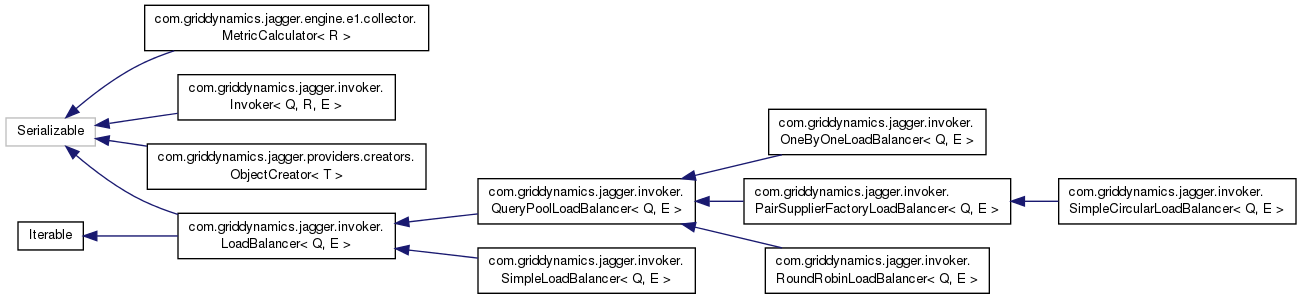 com.griddynamics.jagger.engine.e1.collector.
MetricCalculator< R >
com.griddynamics.jagger.invoker.
Invoker< Q, R, E >
Serializable
com.griddynamics.jagger.providers.creators.
ObjectCreator< T >
Iterable
com.griddynamics.jagger.invoker.
LoadBalancer< Q, E >
com.griddynamics.jagger.invoker.
QueryPoolLoadBalancer< Q, E >
com.griddynamics.jagger.invoker.
SimpleLoadBalancer< Q, E >
com.griddynamics.jagger.invoker.
OneByOneLoadBalancer< Q, E >
com.griddynamics.jagger.invoker.
PairSupplierFactoryLoadBalancer< Q, E >
com.griddynamics.jagger.invoker.
RoundRobinLoadBalancer< Q, E >
com.griddynamics.jagger.invoker.
SimpleCircularLoadBalancer< Q, E >